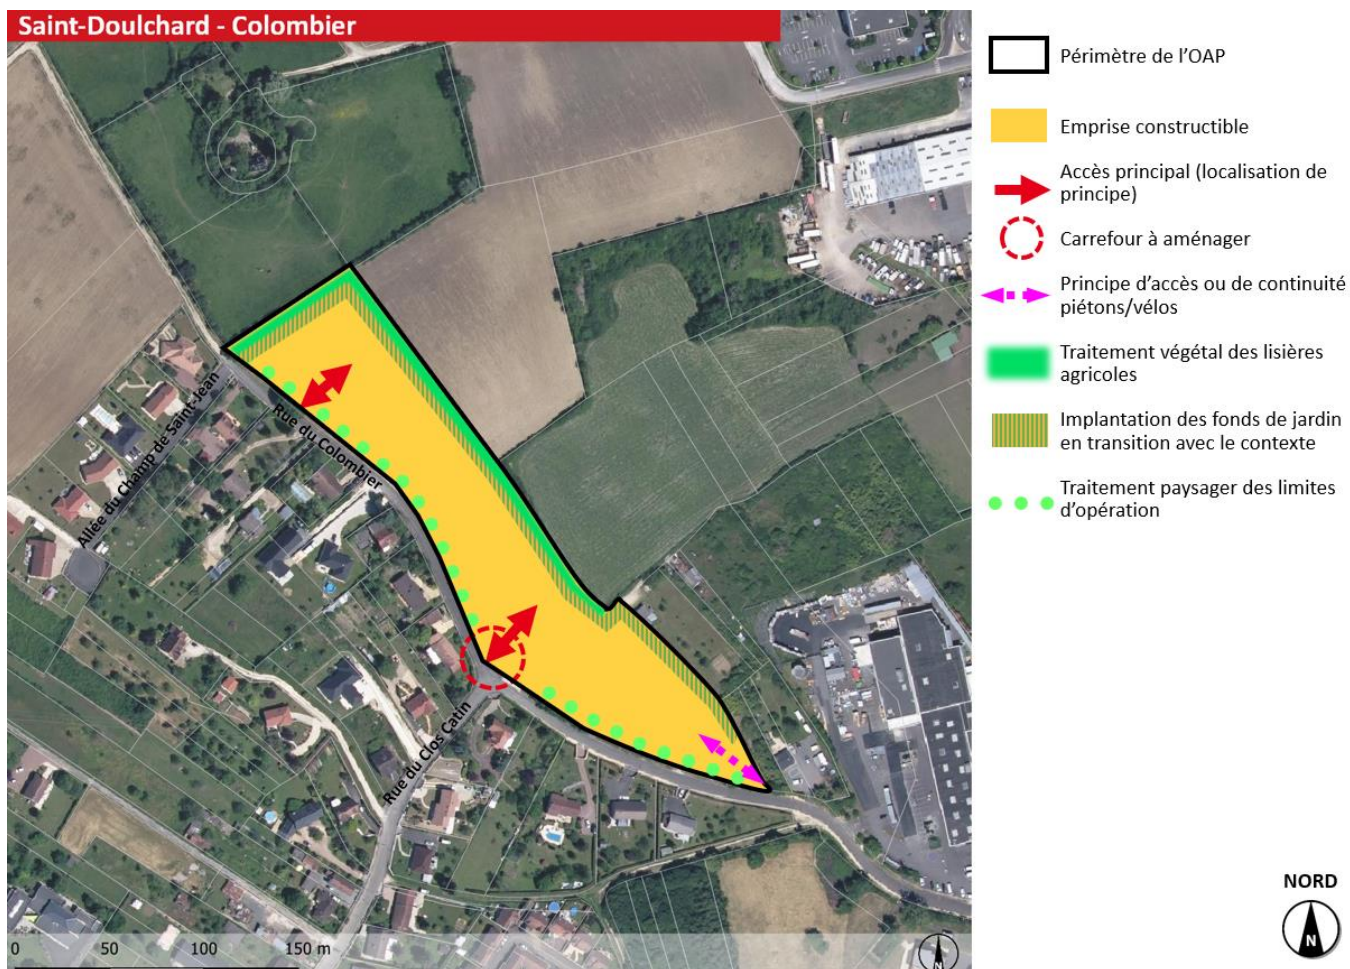 Saint-Doulchard - Colombier
Périmètre de l'OAP
Emprise constructible
Accès principal (localisation de
principe)
Carrefour à aménager
Principe d'accès ou de continuité
piétons/vélos
Traitement végétal des lisières
agricoles
Implantation des fonds de jardin
en transition avec le contexte
Traitement paysager des limites
d'opération
Allée du Champ de Saint-Jean
Rue du Colombier
Rue du Clos Catin
0 50 100 150 m
N
NORD
N